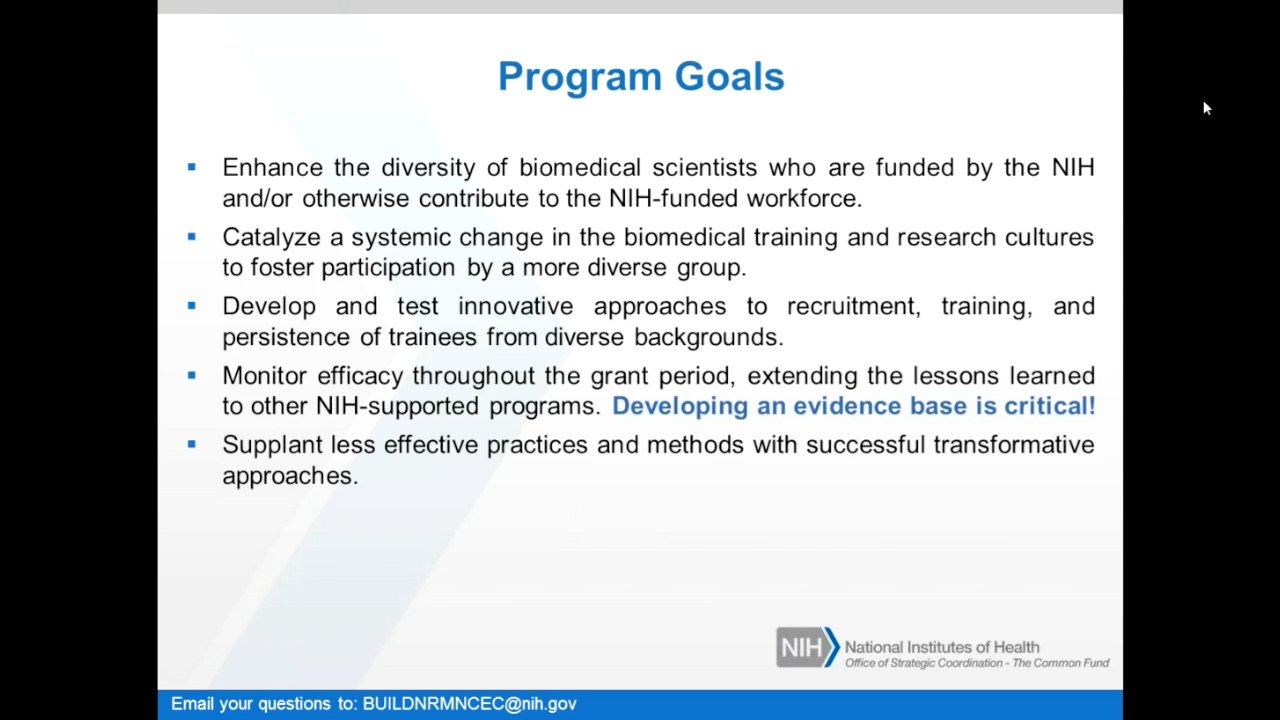 Program Goals
▪ Enhance the diversity of biomedical scientists who are funded by the NIH
and/or otherwise contribute to the NIH-funded workforce.
▪ Catalyze a systemic change in the biomedical training and research cultures
to foster participation by a more diverse group.
▪ Develop and test innovative approaches to recruitment, training, and
persistence of trainees from diverse backgrounds.
▪ Monitor efficacy throughout the grant period, extending the lessons learned
to other NIH-supported programs. Developing an evidence base is critical!
▪ Supplant less effective practices and methods with successful transformative
approaches.
NIH National Institutes of Health
Office of Strategic Coordination - The Common Fund
Email your questions to: BUILDNRMNCEC@nih.gov